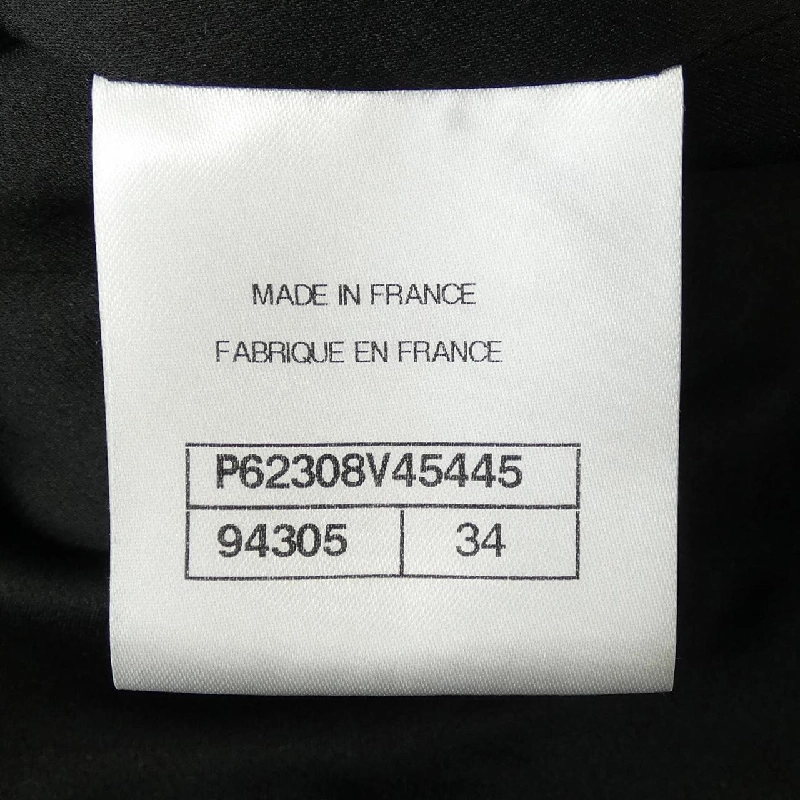 MADE IN FRANCE
FABRIQUE EN FRANCE
P62308V45445
94305 34